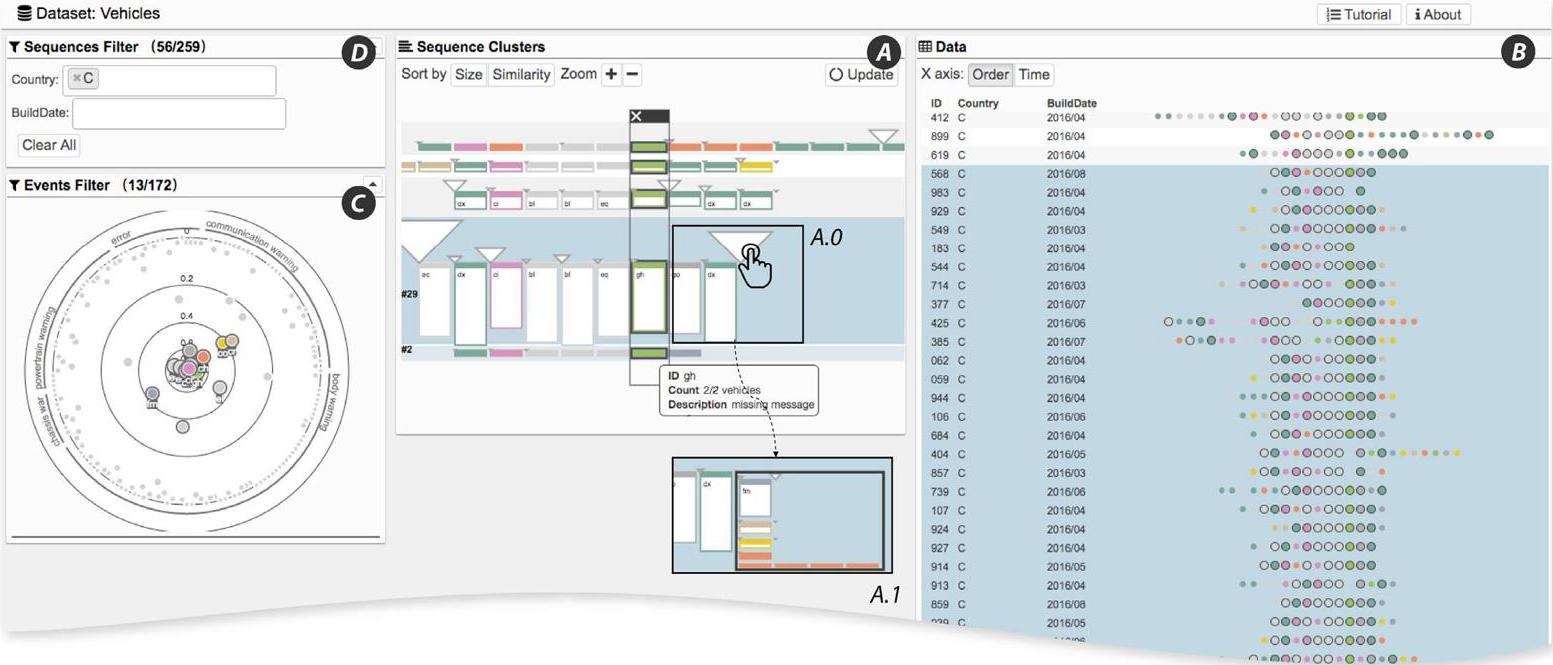 Dataset: Vehicles
Tutorial
About
Sequences Filter (56/259)
D
Country: × C
BuildDate:
Clear All
Events Filter (13/172)
C
error
communication warning
powertrain warning
chassis war
body warning
0
0.2
0.4
Sequence Clusters
A
Sort by Size Similarity Zoom + −
Update
dx ci bl bl ec dx dx
A.0
ec dx ci bl bl eq gh go dx
#29
#2
ID gh
Count 2/2 vehicles
Description missing message
dx fm
A.1
Data
B
X axis: Order Time
ID Country BuildDate
412 C 2016/04
899 C 2016/04
619 C 2016/04
568 C 2016/08
983 C 2016/04
929 C 2016/04
549 C 2016/03
183 C 2016/04
544 C 2016/04
714 C 2016/03
377 C 2016/07
425 C 2016/06
385 C 2016/07
062 C 2016/04
059 C 2016/04
944 C 2016/04
106 C 2016/06
684 C 2016/04
404 C 2016/05
857 C 2016/03
739 C 2016/06
107 C 2016/04
924 C 2016/04
927 C 2016/04
914 C 2016/05
913 C 2016/04
859 C 2016/08
239 C 2016/05